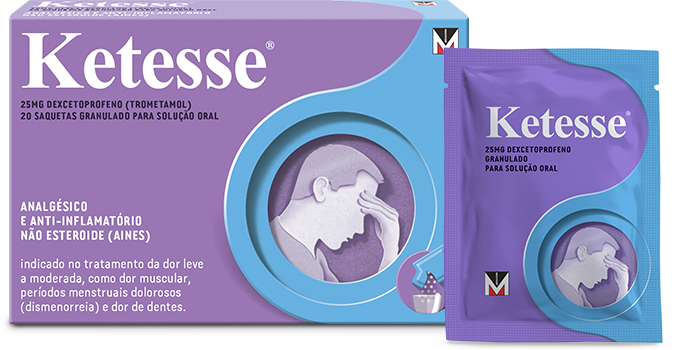 Ketesse®
25MG DEXCETOPROFENO (TROMETAMOL)
20 SAQUETAS GRANULADO PARA SOLUÇÃO ORAL
ANALGÉSICO
E ANTI-INFLAMATÓRIO
NÃO ESTEROIDE (AINES)
indicado no tratamento da dor leve
a moderada, como dor muscular,
períodos menstruais dolorosos
(dismenorreia) e dor de dentes.
M
Ketesse®
25MG DEXCETOPROFENO
GRANULADO
PARA SOLUÇÃO ORAL
M